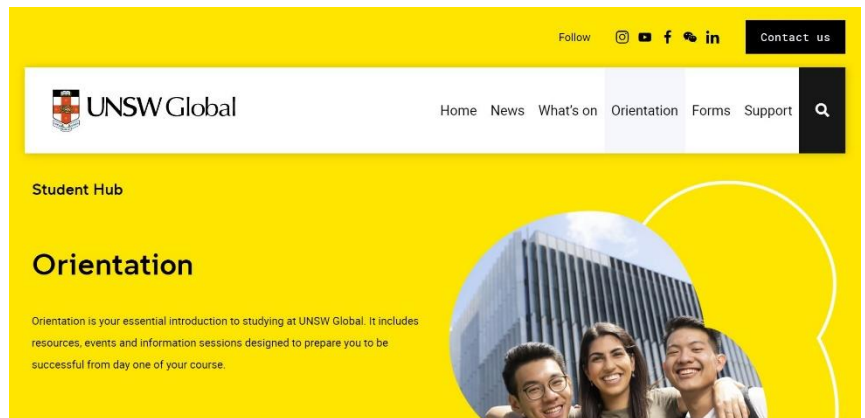 Follow
Contact us
UNSW Global
Home News What's on Orientation Forms Support
Student Hub
Orientation
Orientation is your essential introduction to studying at UNSW Global. It includes
resources, events and information sessions designed to prepare you to be
successful from day one of your course.